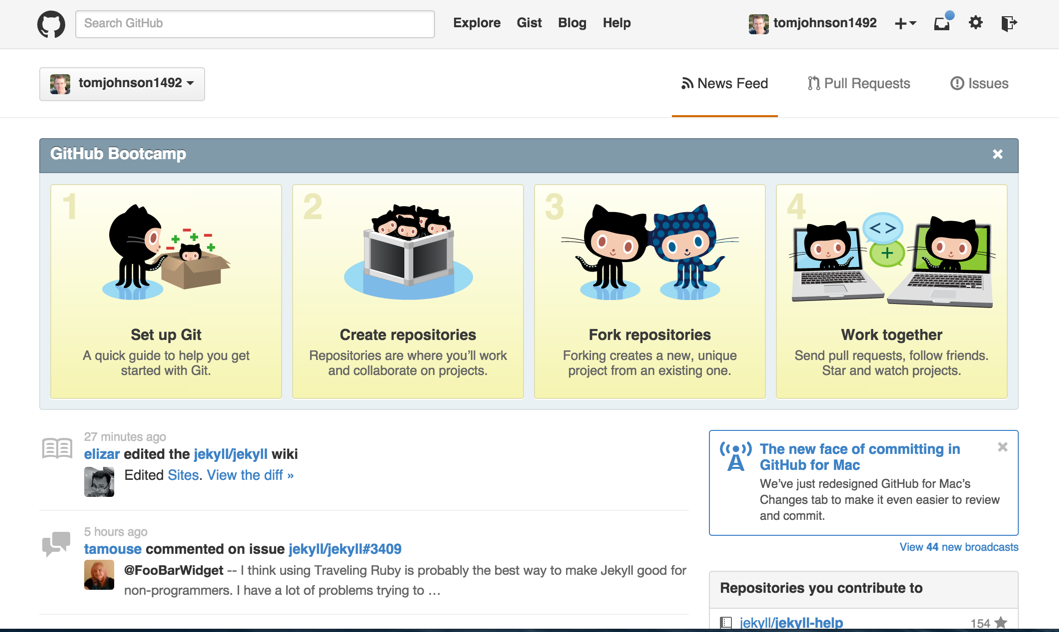 Search GitHub
Explore Gist Blog Help
tomjohnson1492
tomjohnson1492
News Feed
Pull Requests
Issues
GitHub Bootcamp
1
Set up Git
A quick guide to help you get
started with Git.
2
Create repositories
Repositories are where you'll work
and collaborate on projects.
3
Fork repositories
Forking creates a new, unique
project from an existing one.
4
Work together
Send pull requests, follow friends.
Star and watch projects.
27 minutes ago
elizar edited the jekyll/jekyll wiki
Edited Sites. View the diff »
5 hours ago
tamouse commented on issue jekyll/jekyll#3409
@FooBarWidget -- I think using Traveling Ruby is probably the best way to make Jekyll good for
non-programmers. I have a lot of problems trying to …
The new face of committing in
GitHub for Mac
We've just redesigned GitHub for Mac's
Changes tab to make it even easier to review
and commit.
View 44 new broadcasts
Repositories you contribute to
jekyll/jekyll-help 154